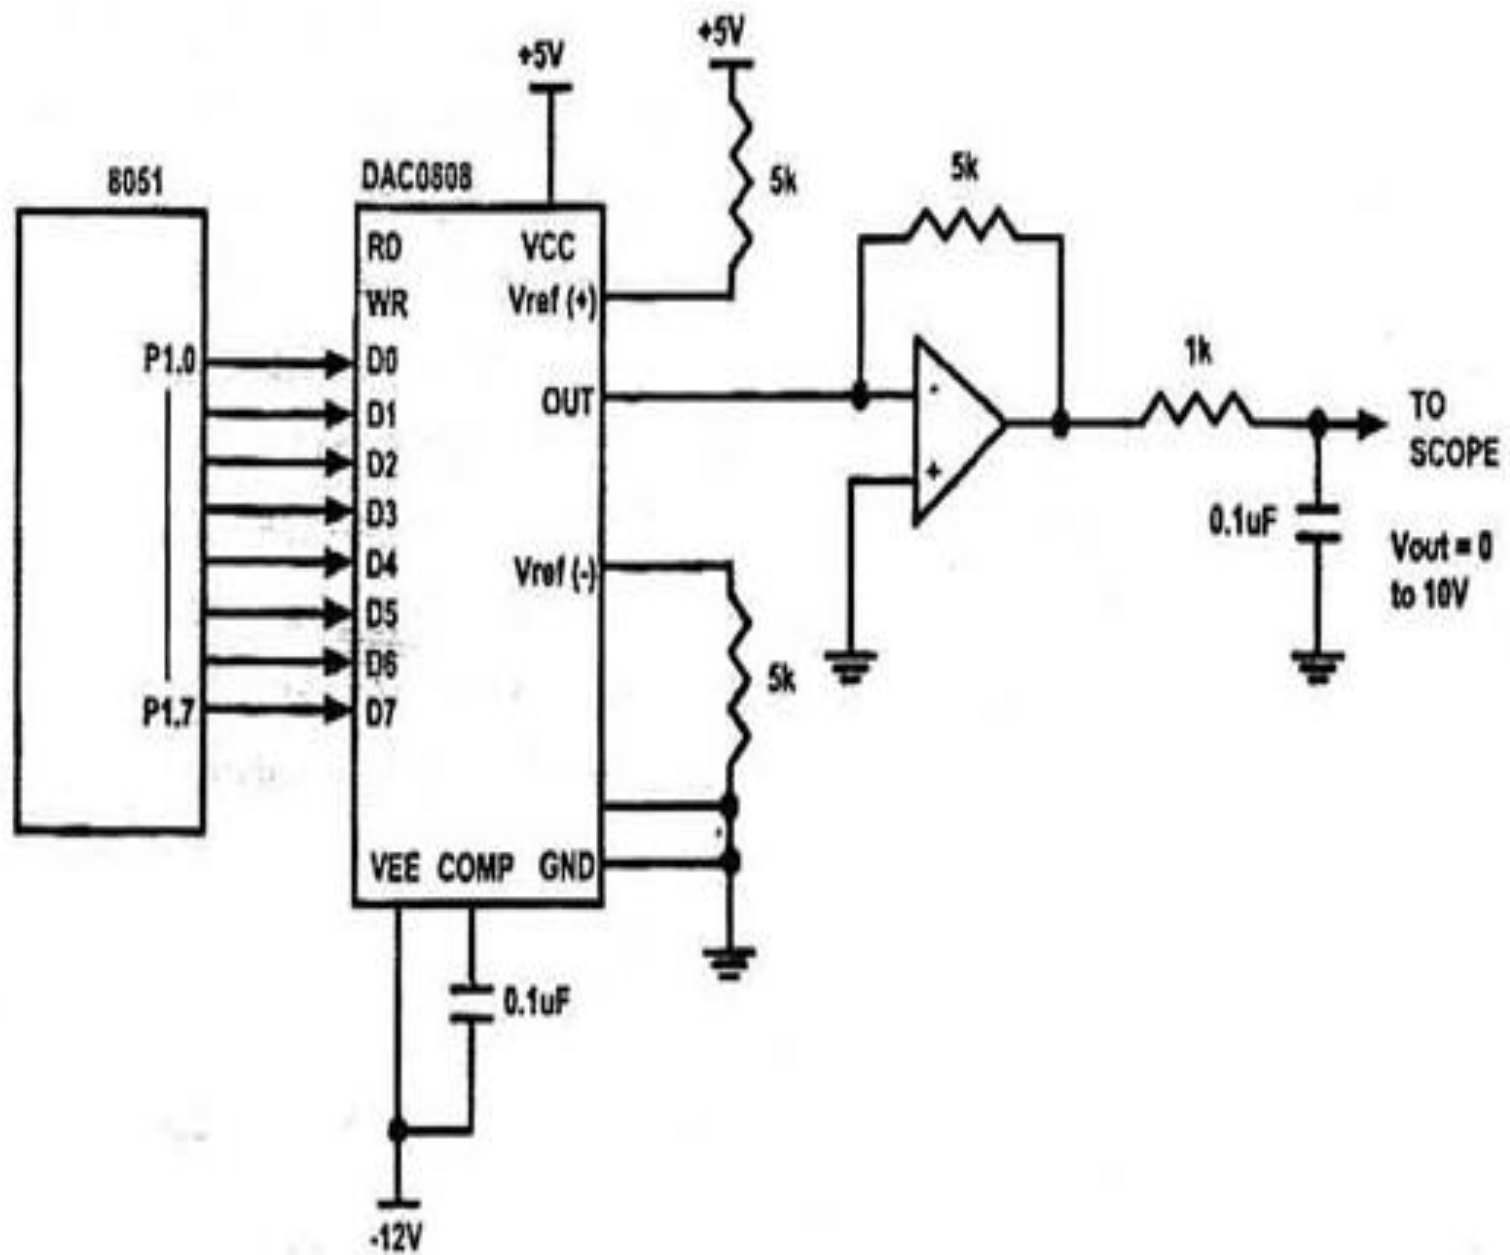 +5V
+5V
8051
DAC0808
5k
5k
RD
VCC
WR
Vref (+)
P1.0
D0
1k
D1
OUT
-
TO
SCOPE
D2
+
D3
0.1uF
Vout = 0
to 10V
D4
Vref (-)
D5
D6
5k
P1.7
D7
VEE
COMP
GND
0.1uF
-12V